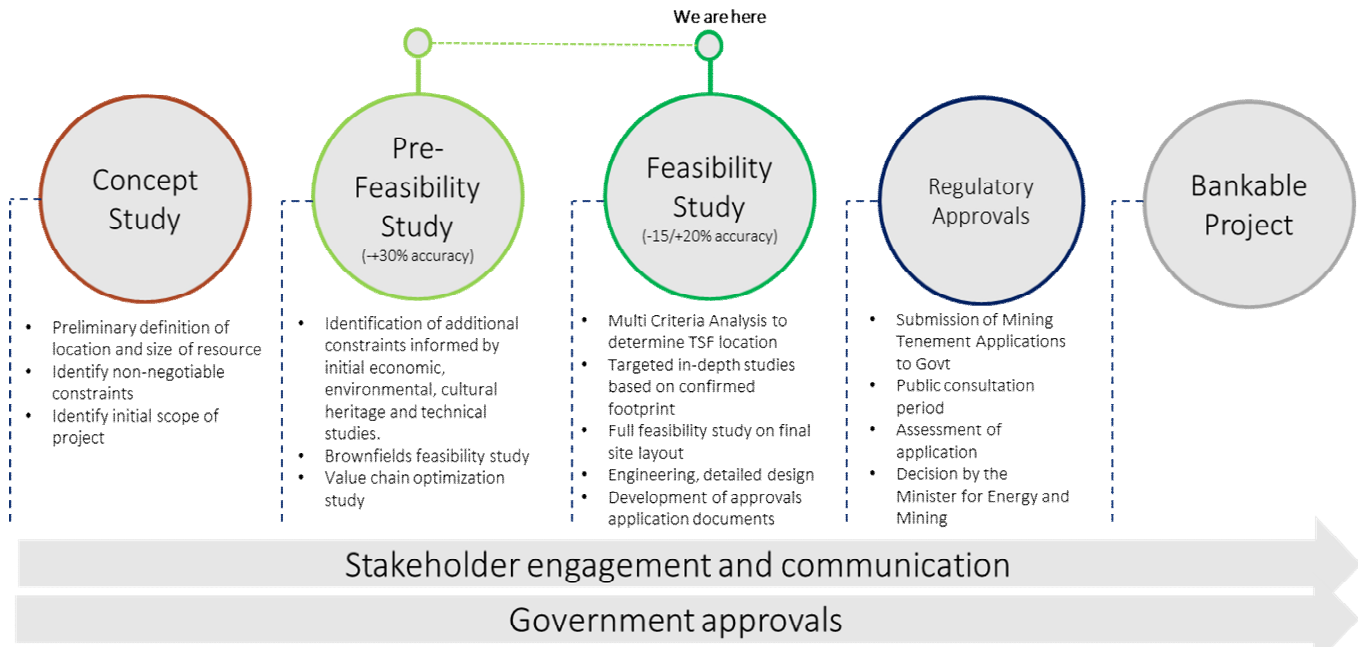 We are here
Concept
Study
• Preliminary definition of
location and size of resource
• Identify non-negotiable
constraints
• Identify initial scope of
project
Pre-
Feasibility
Study
(-+30% accuracy)
• Identification of additional
constraints informed by
initial economic,
environmental, cultural
heritage and technical
studies.
• Brownfields feasibility study
• Value chain optimization
study
Feasibility
Study
(-15/+20% accuracy)
• Multi Criteria Analysis to
determine TSF location
• Targeted in-depth studies
based on confirmed
footprint
• Full feasibility study on final
site layout
• Engineering, detailed design
• Development of approvals
application documents
Regulatory
Approvals
• Submission of Mining
Tenement Applications
to Govt
• Public consultation
period
• Assessment of
application
• Decision by the
Minister for Energy and
Mining
Bankable
Project
Stakeholder engagement and communication
Government approvals